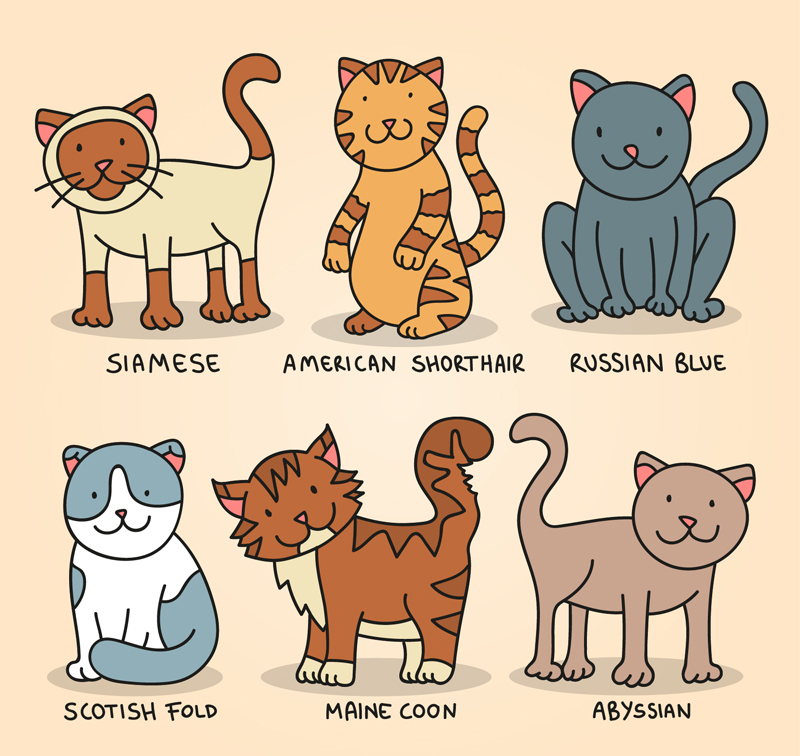 SIAMESE
AMERICAN SHORTHAIR
RUSSIAN BLUE
SCOTISH FOLD
MAINE COON
ABYSSIAN